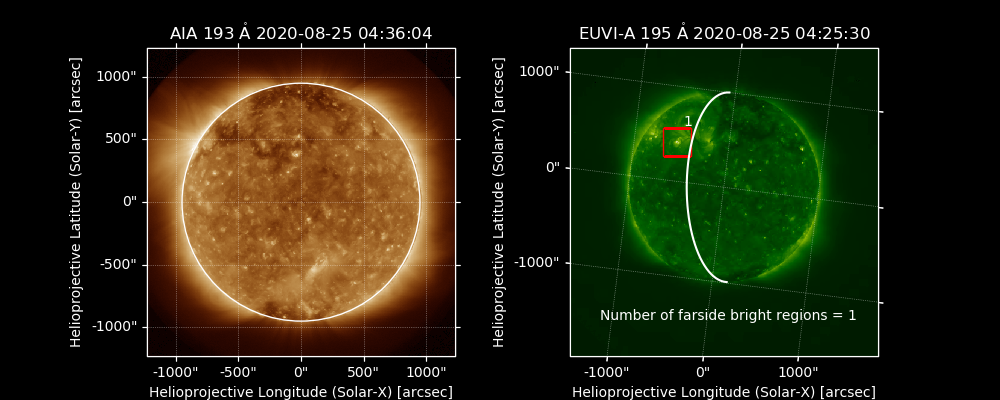 AIA 193 Å 2020-08-25 04:36:04
1000"
500"
0"
-500"
-1000"
-1000"
-500"
0"
500"
1000"
Helioprojective Longitude (Solar-X) [arcsec]
Helioprojective Latitude (Solar-Y) [arcsec]
EUVI-A 195 Å 2020-08-25 04:25:30
1000"
0"
-1000"
1
Number of farside bright regions = 1
-1000"
0"
1000"
Helioprojective Longitude (Solar-X) [arcsec]
Helioprojective Latitude (Solar-Y) [arcsec]